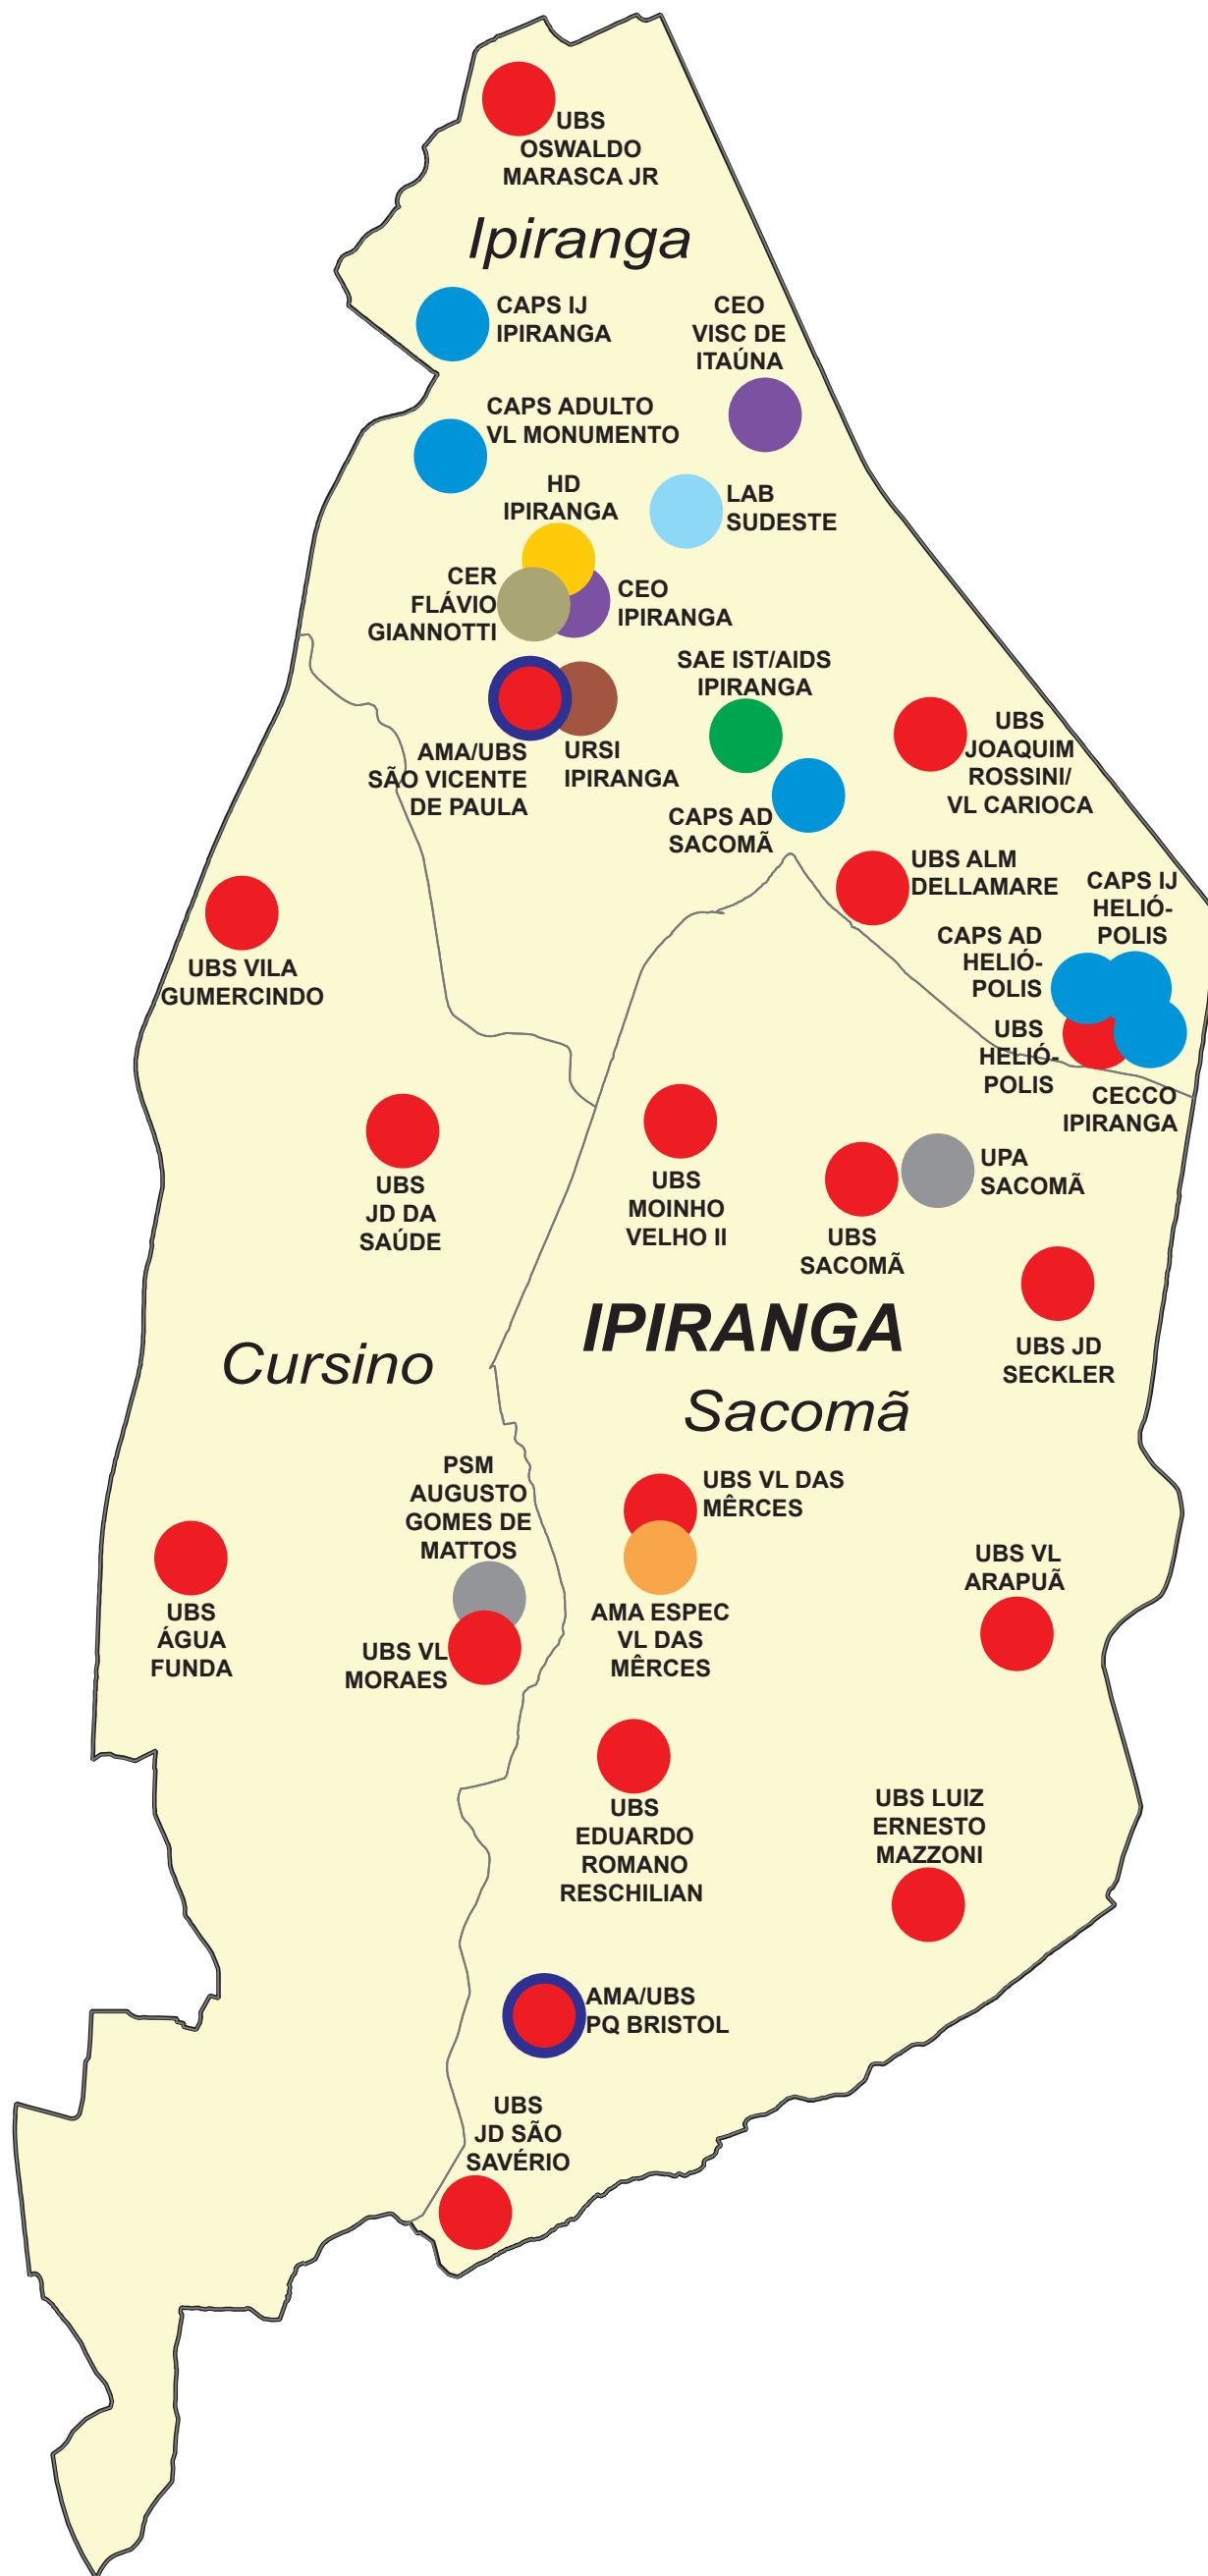 UBS
OSWALDO
MARASCA JR
Ipiranga
CAPS IJ
IPIRANGA
CEO
VISC DE
ITAÚNA
CAPS ADULTO
VL MONUMENTO
HD
IPIRANGA
LAB
SUDESTE
CER
FLÁVIO
GIANNOTTI
CEO
IPIRANGA
SAE IST/AIDS
IPIRANGA
AMA/UBS
SÃO VICENTE
DE PAULA
URSI
IPIRANGA
UBS
JOAQUIM
ROSSINI/
VL CARIOCA
CAPS AD
SACOMÃ
UBS ALM
DELLAMARE
CAPS IJ
HELIÓ-
POLIS
CAPS AD
HELIÓ-
POLIS
UBS VILA
GUMERCINDO
UBS
HELIÓ-
POLIS
CECCO
IPIRANGA
UBS
JD DA
SAÚDE
UBS
MOINHO
VELHO II
UBS
SACOMÃ
UPA
SACOMÃ
IPIRANGA
UBS JD
SECKLER
Cursino
Sacomã
PSM
AUGUSTO
GOMES DE
MATTOS
UBS VL DAS
MÊRCES
UBS VL
ARAPUÃ
UBS
ÁGUA
FUNDA
UBS VL
MORAES
AMA ESPEC
VL DAS
MÊRCES
UBS
EDUARDO
ROMANO
RESCHILIAN
UBS LUIZ
ERNESTO
MAZZONI
AMA/UBS
PQ BRISTOL
UBS
JD SÃO
SAVÉRIO